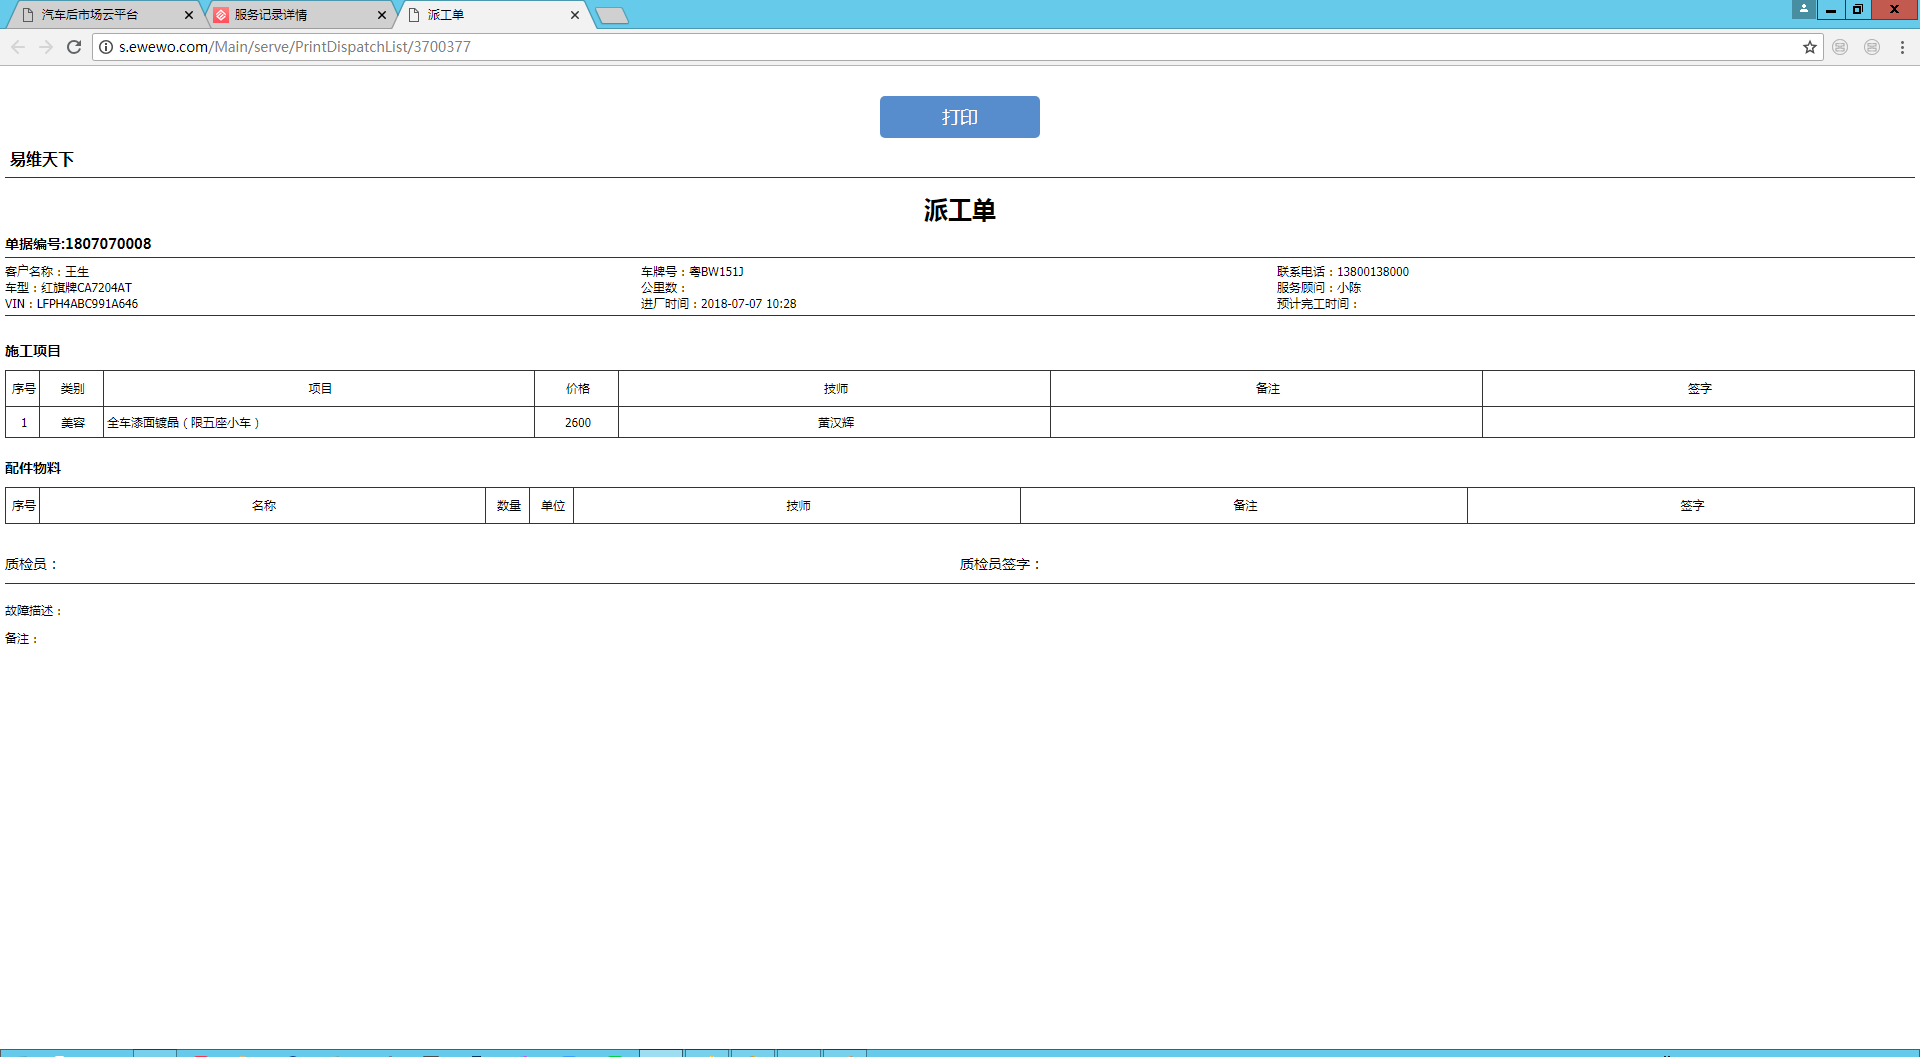 汽车后市场云平台
服务记录详情
派工单
s.ewewo.com/Main/serve/PrintDispatchList/3700377
打印
易维天下
派工单
单据编号:1807070008
客户名称：王生 车牌号：粤BW151J 联系电话：13800138000
车型：红旗牌CA7204AT 公里数： 服务顾问：小陈
VIN：LFPH4ABC991A646 进厂时间：2018-07-07 10:28 预计完工时间：
施工项目
序号 类别 项目 价格 技师 备注 签字
1 美容 全车漆面镀晶（限五座小车） 2600 黄汉辉
配件物料
序号 名称 数量 单位 技师 备注 签字
质检员： 质检员签字：
故障描述：
备注：